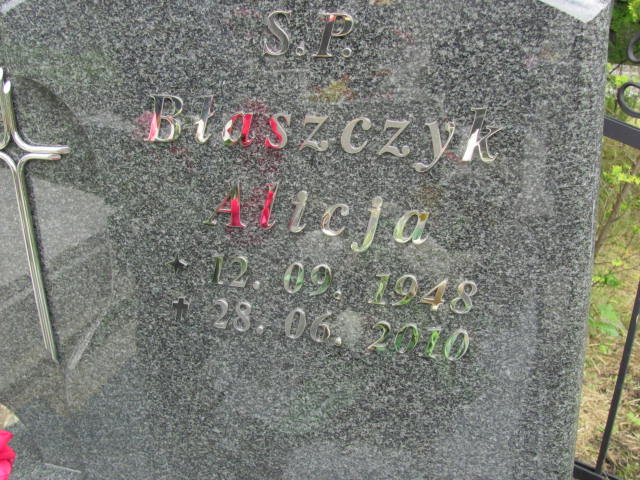 S.P.
Błaszczyk
Alicja
12. 09. 1948
28. 06. 2010